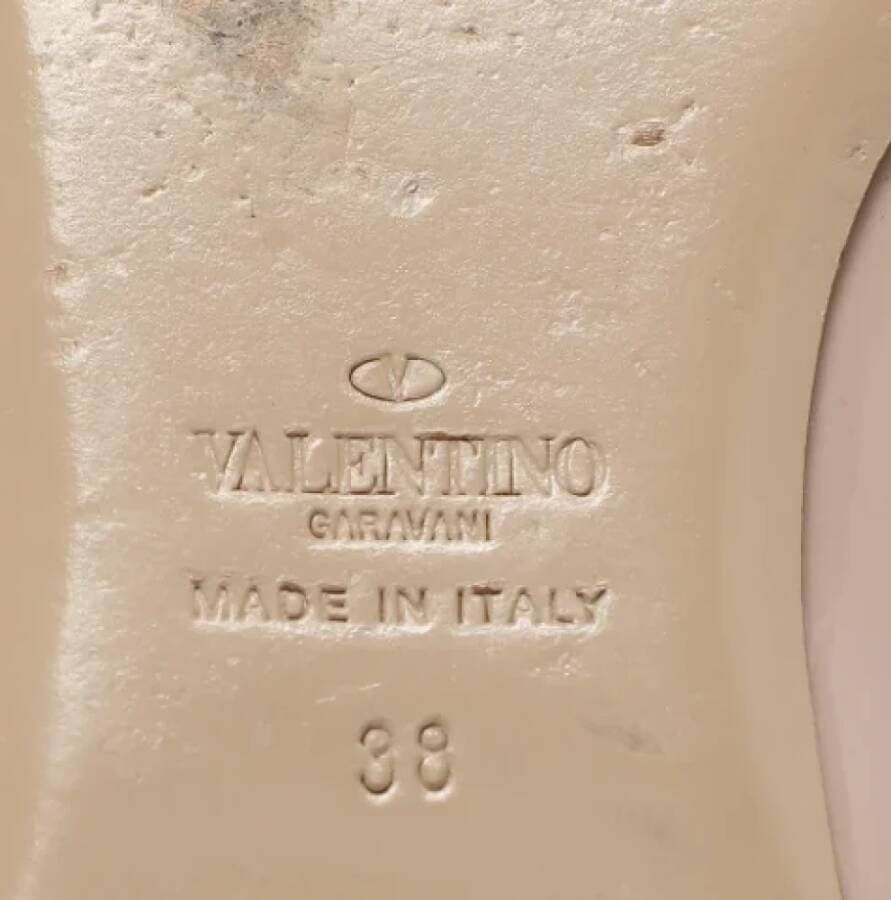 V
VALENTINO
GARAVANI
MADE IN ITALY
38